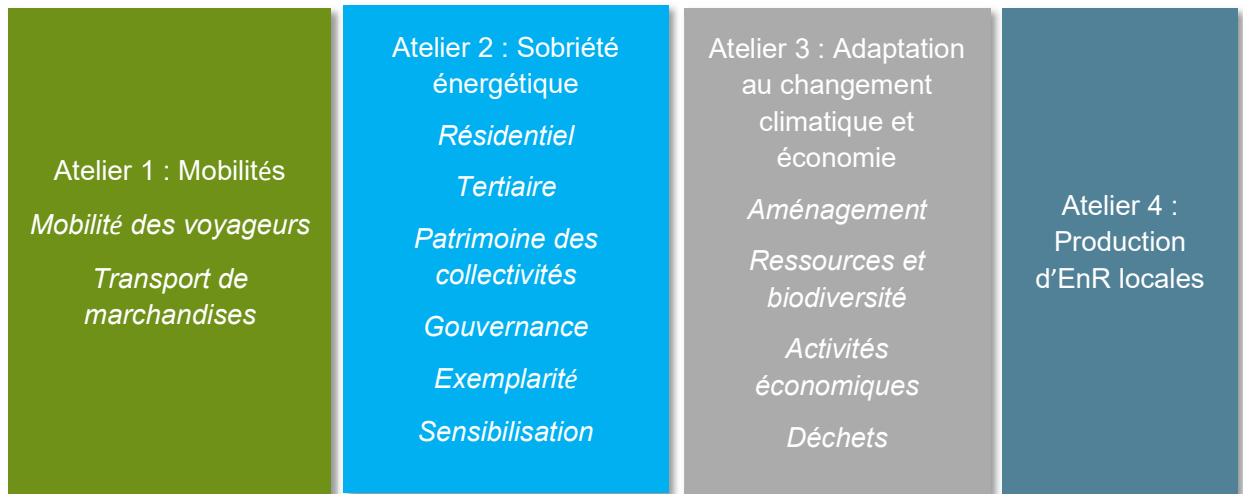 Atelier 1 : Mobilités
Mobilité des voyageurs
Transport de
marchandises
Atelier 2 : Sobriété
énergétique
Résidentiel
Tertiaire
Patrimoine des
collectivités
Gouvernance
Exemplarité
Sensibilisation
Atelier 3 : Adaptation
au changement
climatique et
économie
Aménagement
Ressources et
biodiversité
Activités
économiques
Déchets
Atelier 4 :
Production
d’EnR locales